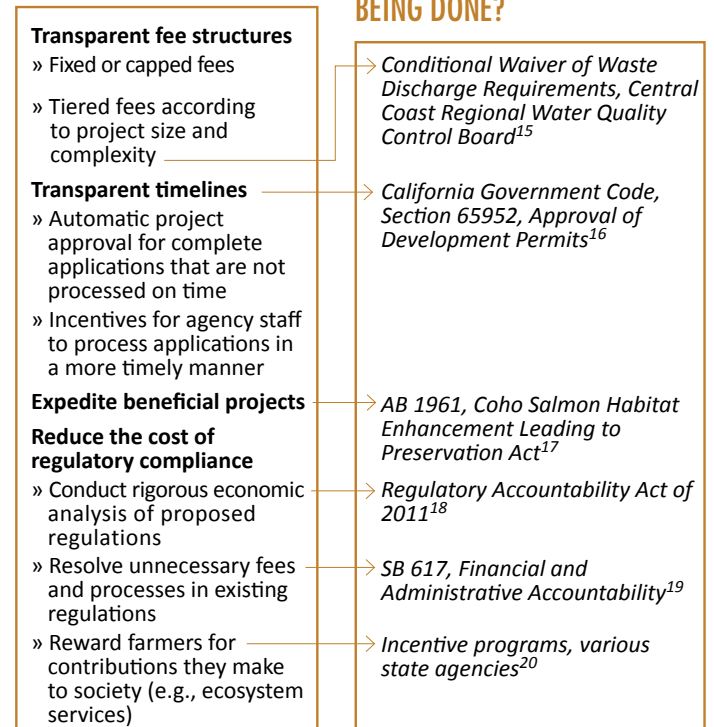 BEING DONE?
Transparent fee structures
» Fixed or capped fees
» Tiered fees according
to project size and
complexity
Transparent timelines
» Automatic project
approval for complete
applications that are not
processed on time
» Incentives for agency staff
to process applications in
a more timely manner
Expedite beneficial projects
Reduce the cost of
regulatory compliance
» Conduct rigorous economic
analysis of proposed
regulations
» Resolve unnecessary fees
and processes in existing
regulations
» Reward farmers for
contributions they make
to society (e.g., ecosystem
services)
Conditional Waiver of Waste
Discharge Requirements, Central
Coast Regional Water Quality
Control Board15
California Government Code,
Section 65952, Approval of
Development Permits16
AB 1961, Coho Salmon Habitat
Enhancement Leading to
Preservation Act17
Regulatory Accountability Act of
201118
SB 617, Financial and
Administrative Accountability19
Incentive programs, various
state agencies20